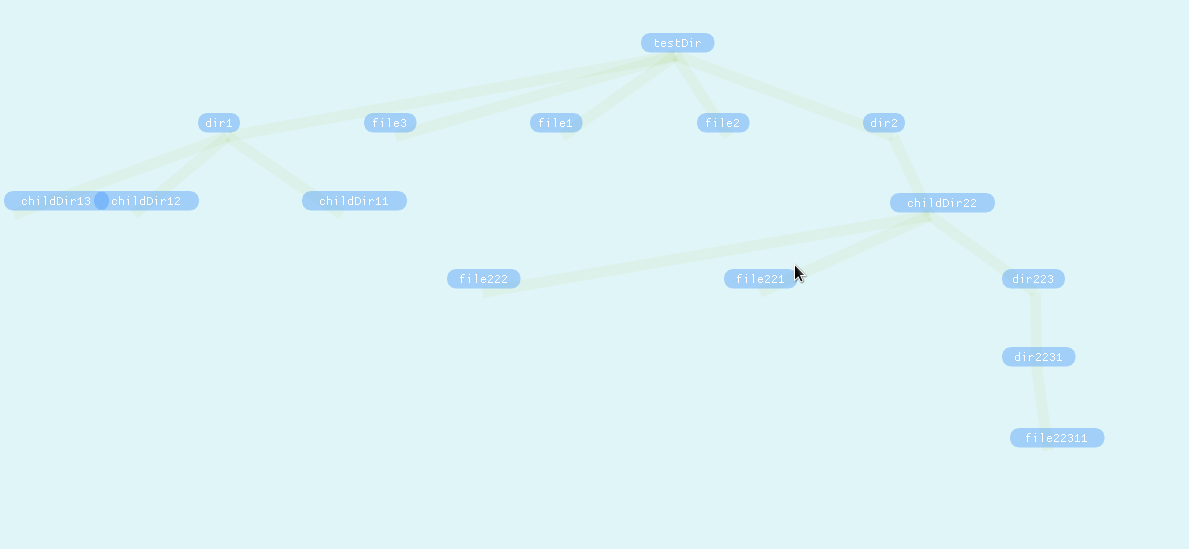 testDir
dir1 file3 file1 file2 dir2
childDir13 childDir12 childDir11 childDir22
file222 file221 dir223
dir2231
file22311